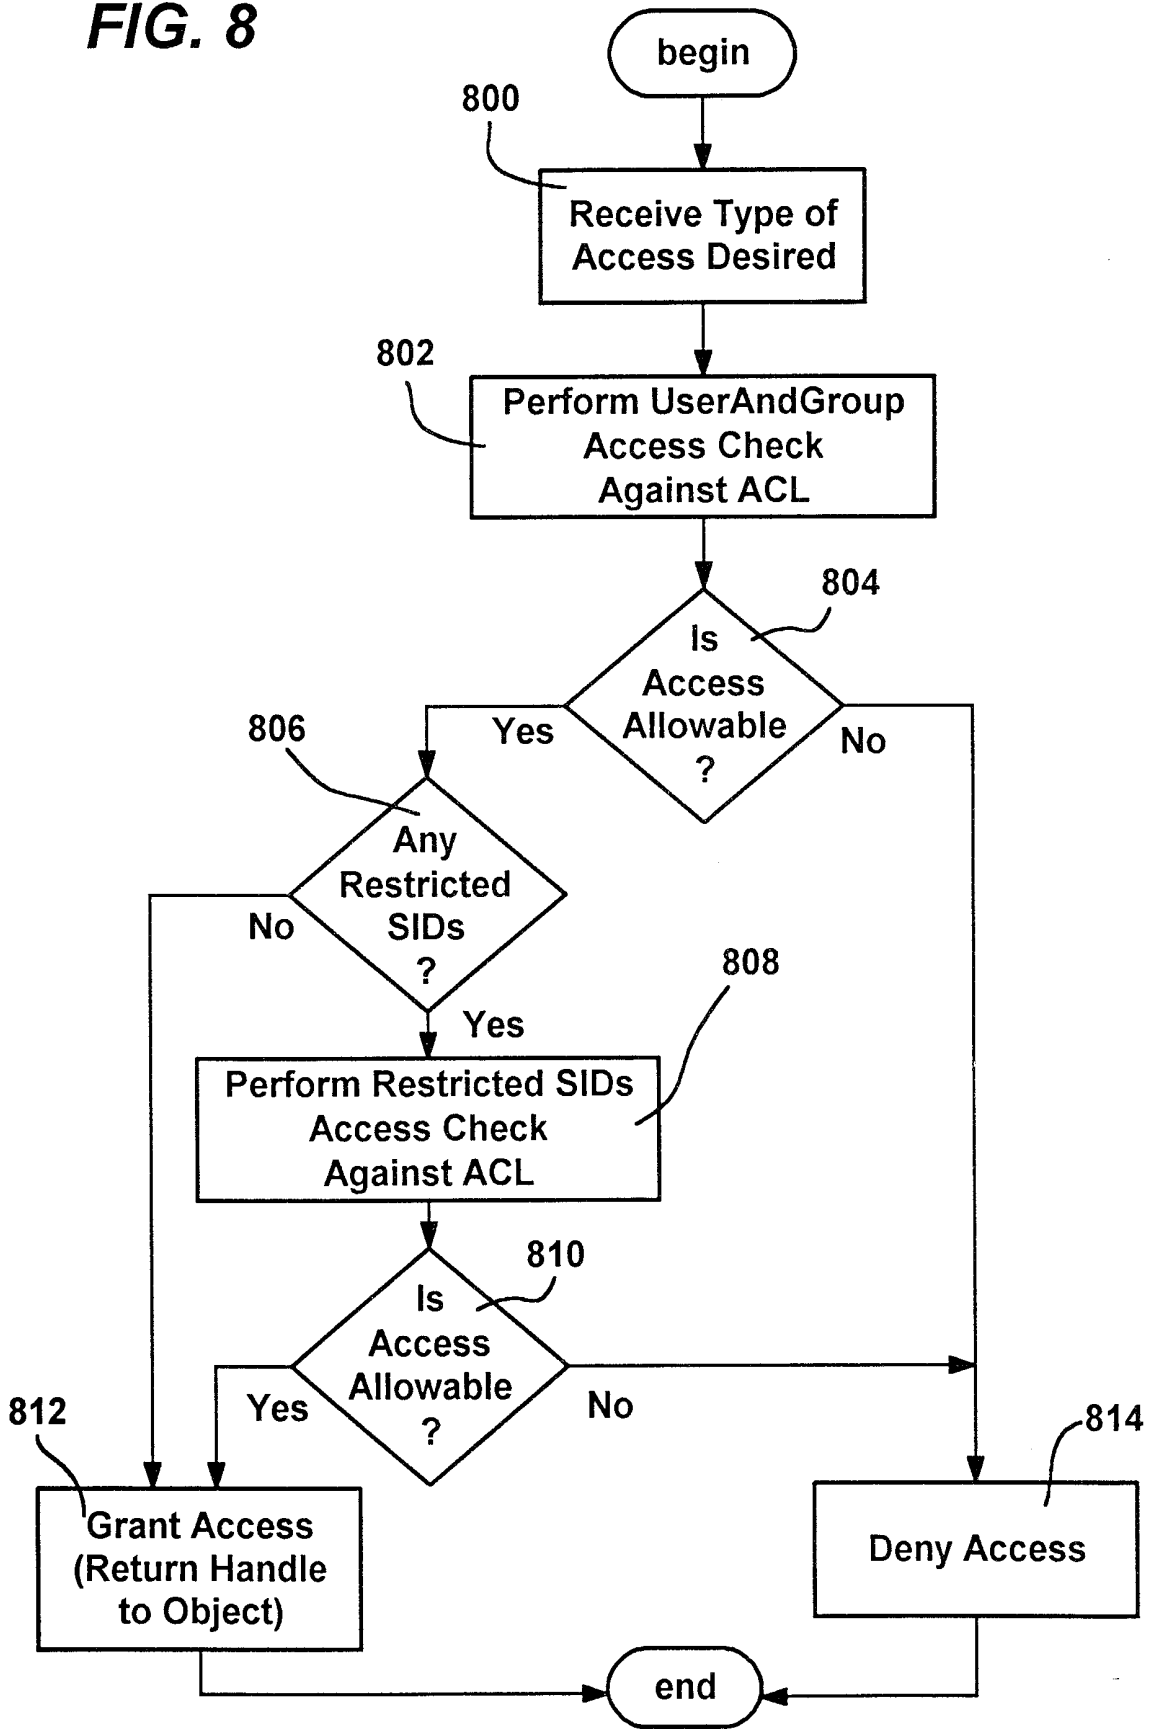 FIG. 8
begin
800
Receive Type of
Access Desired
802
Perform UserAndGroup
Access Check
Against ACL
804
Is
Access
Allowable
?
Yes
No
806
Any
Restricted
SIDs
?
No
Yes
808
Perform Restricted SIDs
Access Check
Against ACL
810
Is
Access
Allowable
?
Yes
No
812
Grant Access
(Return Handle
to Object)
814
Deny Access
end